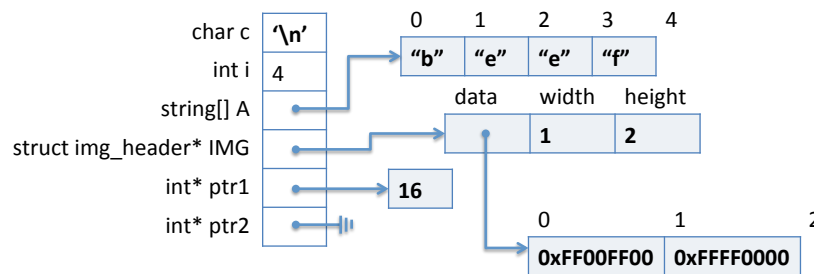 char c '\n'
int i 4
string[] A
struct img_header* IMG
int* ptr1
int* ptr2
0 1 2 3 4
“b” “e” “e” “f”
data width height
1 2
16
0 1 2
0xFF00FF00 0xFFFF0000